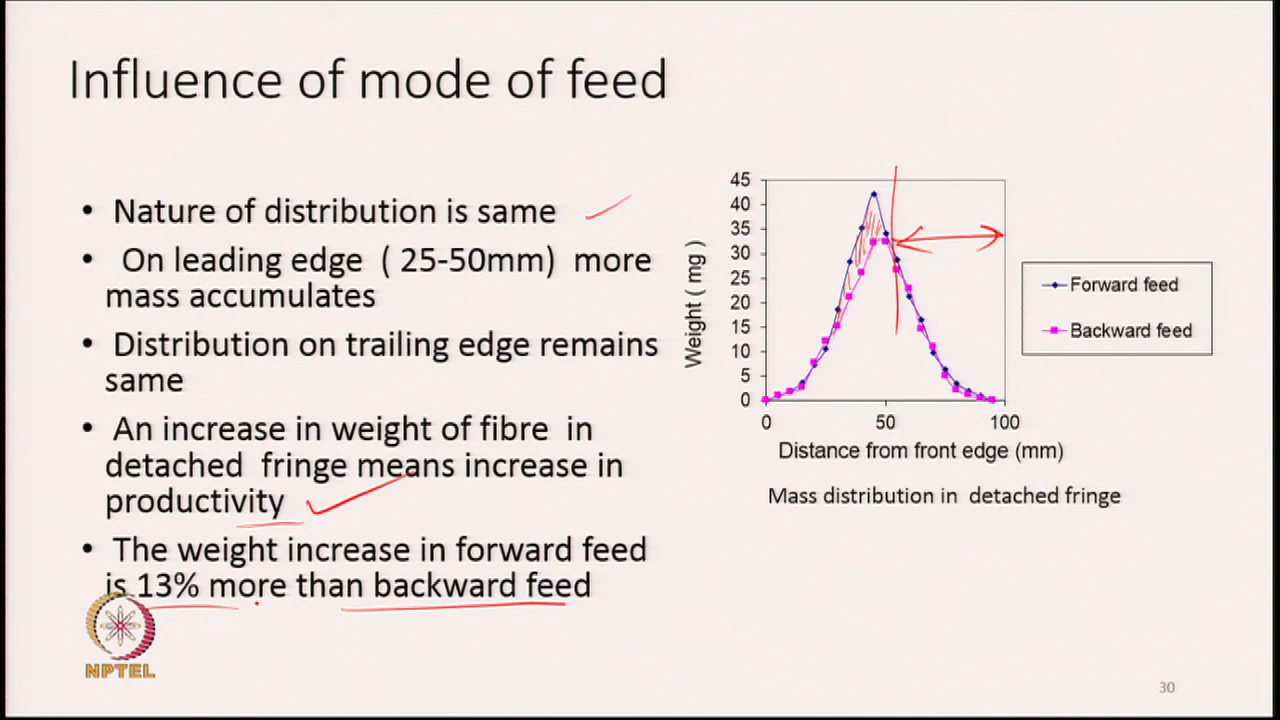 Influence of mode of feed
• Nature of distribution is same
• On leading edge ( 25-50mm) more
mass accumulates
• Distribution on trailing edge remains
same
• An increase in weight of fibre in
detached fringe means increase in
productivity
• The weight increase in forward feed
is 13% more than backward feed
NPTEL
45
40
35
30
25
20
15
10
5
0
Weight ( mg )
0 50 100
Distance from front edge (mm)
Forward feed
Backward feed
Mass distribution in detached fringe
30